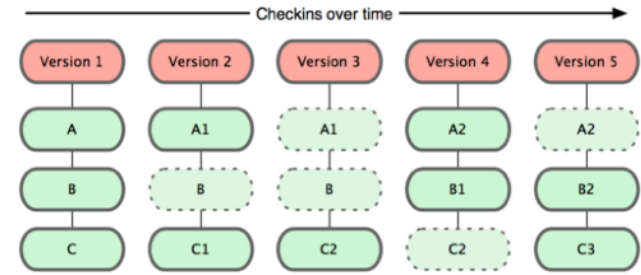 Checkins over time
Version 1 Version 2 Version 3 Version 4 Version 5
A A1 A1 A2 A2
B B B B1 B2
C C1 C2 C2 C3